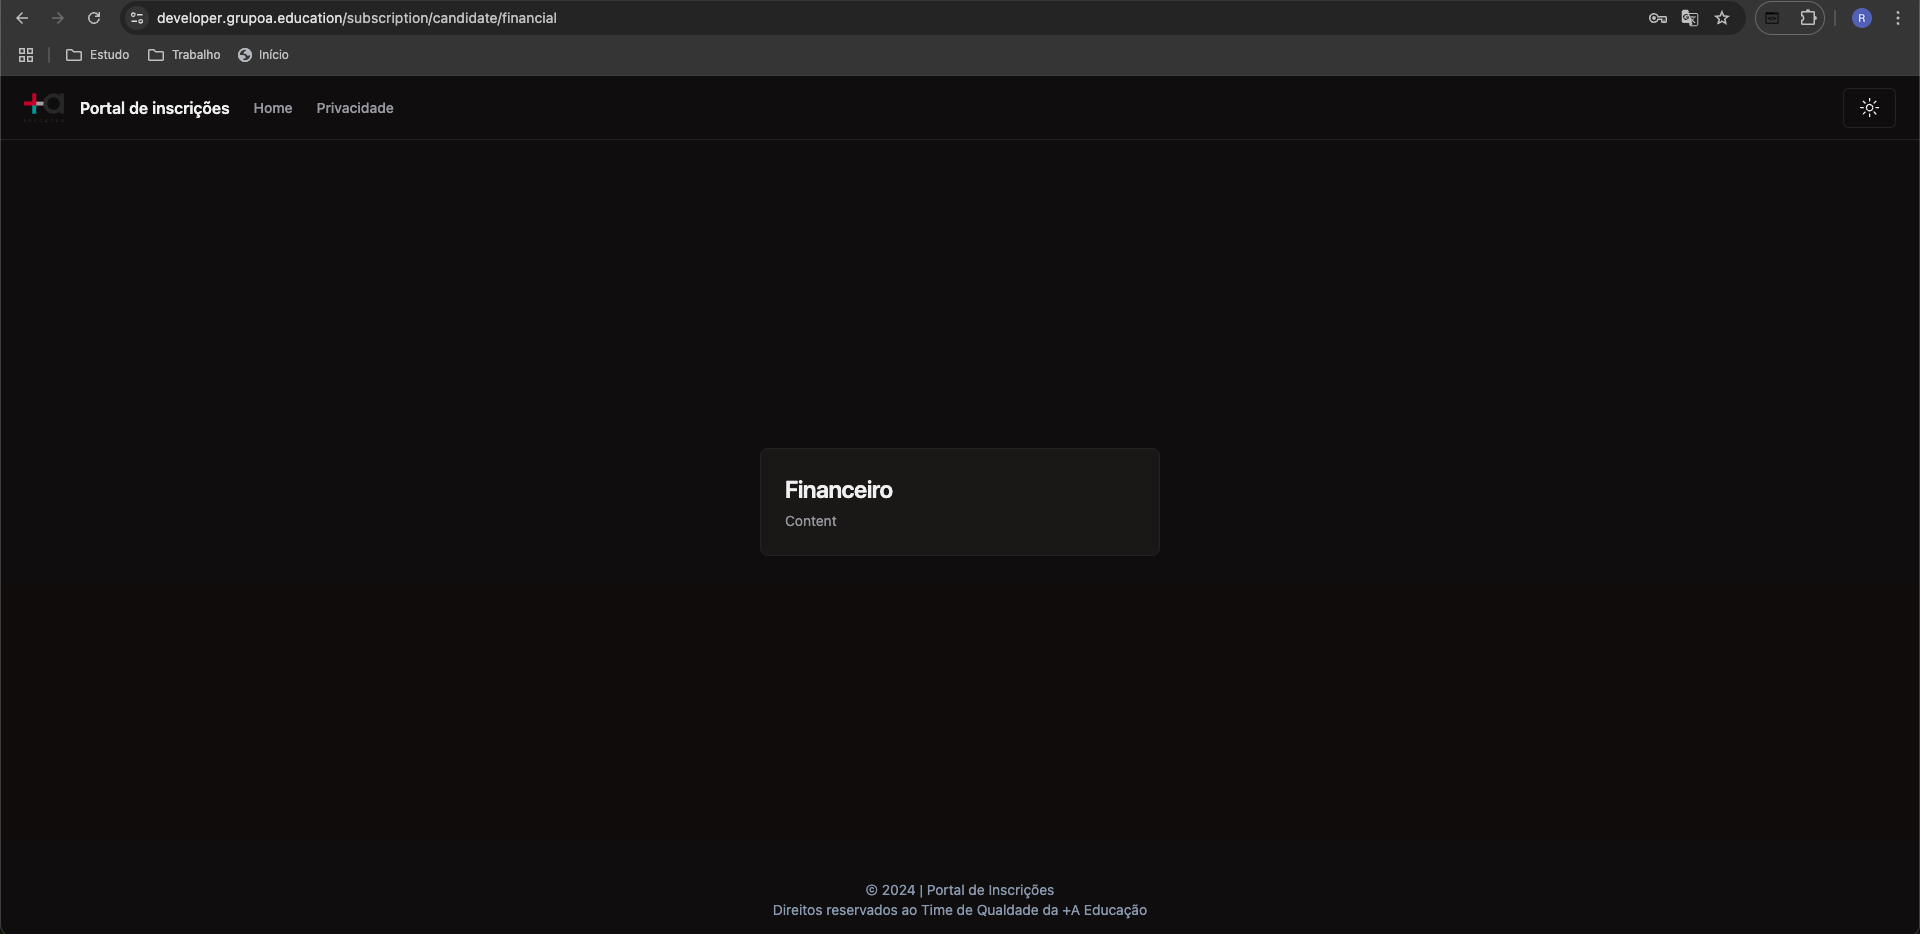 developer.grupoa.education/subscription/candidate/financial
R
Estudo Trabalho Início
+a Portal de inscrições Home Privacidade
Financeiro
Content
© 2024 | Portal de Inscrições
Direitos reservados ao Time de Qualdade da +A Educação